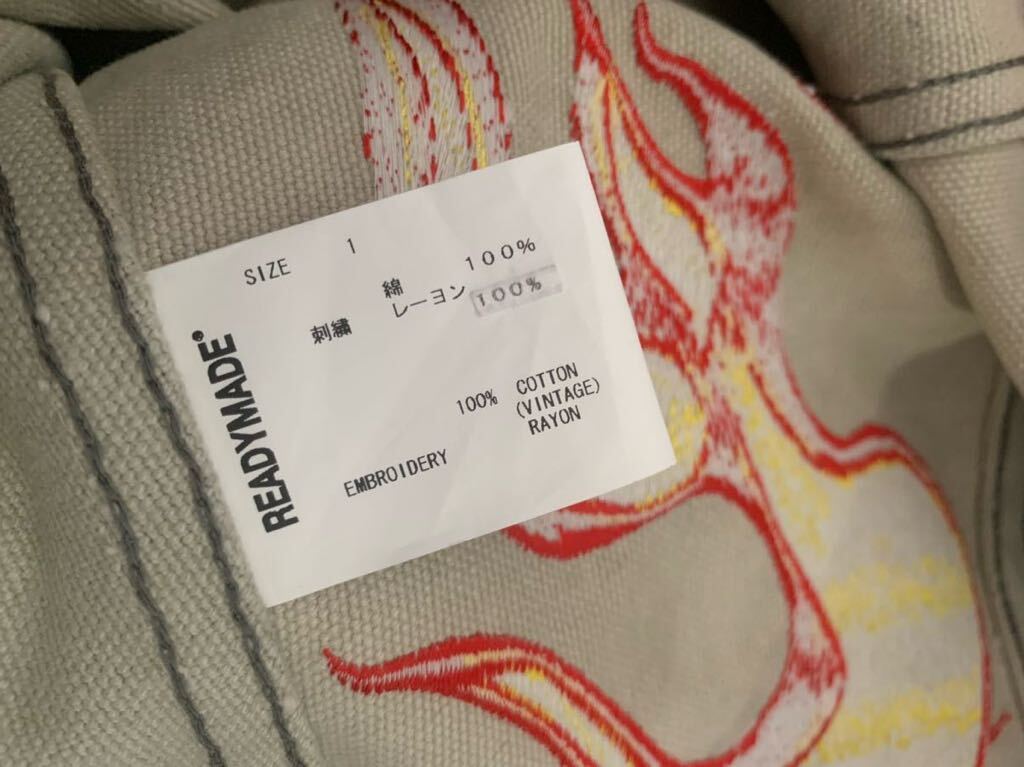 SIZE 1
綿 100%
刺繍 レーヨン 100%
100% COTTON
(VINTAGE)
EMBROIDERY RAYON
READYMADE®